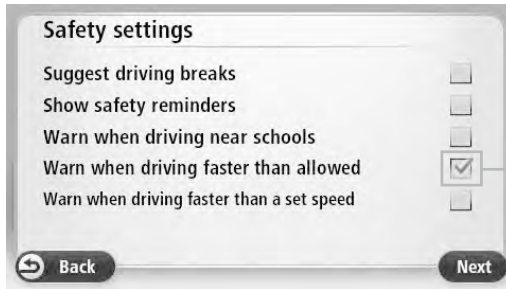 Safety settings
Suggest driving breaks
Show safety reminders
Warn when driving near schools
Warn when driving faster than allowed
Warn when driving faster than a set speed
Back
Next